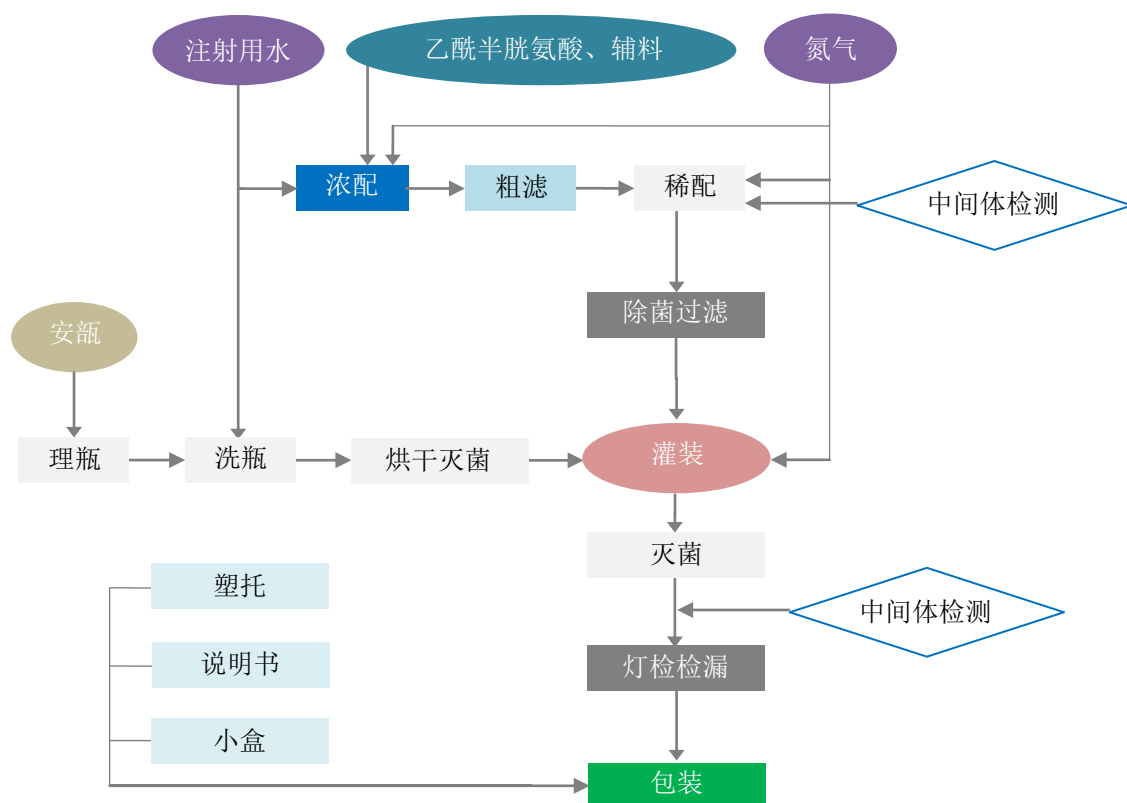 注射用水
乙酰半胱氨酸、辅料
氮气
浓配
粗滤
稀配
中间体检测
除菌过滤
安瓿
理瓶
洗瓶
烘干灭菌
灌装
灭菌
塑托
中间体检测
说明书
灯检检漏
小盒
包装